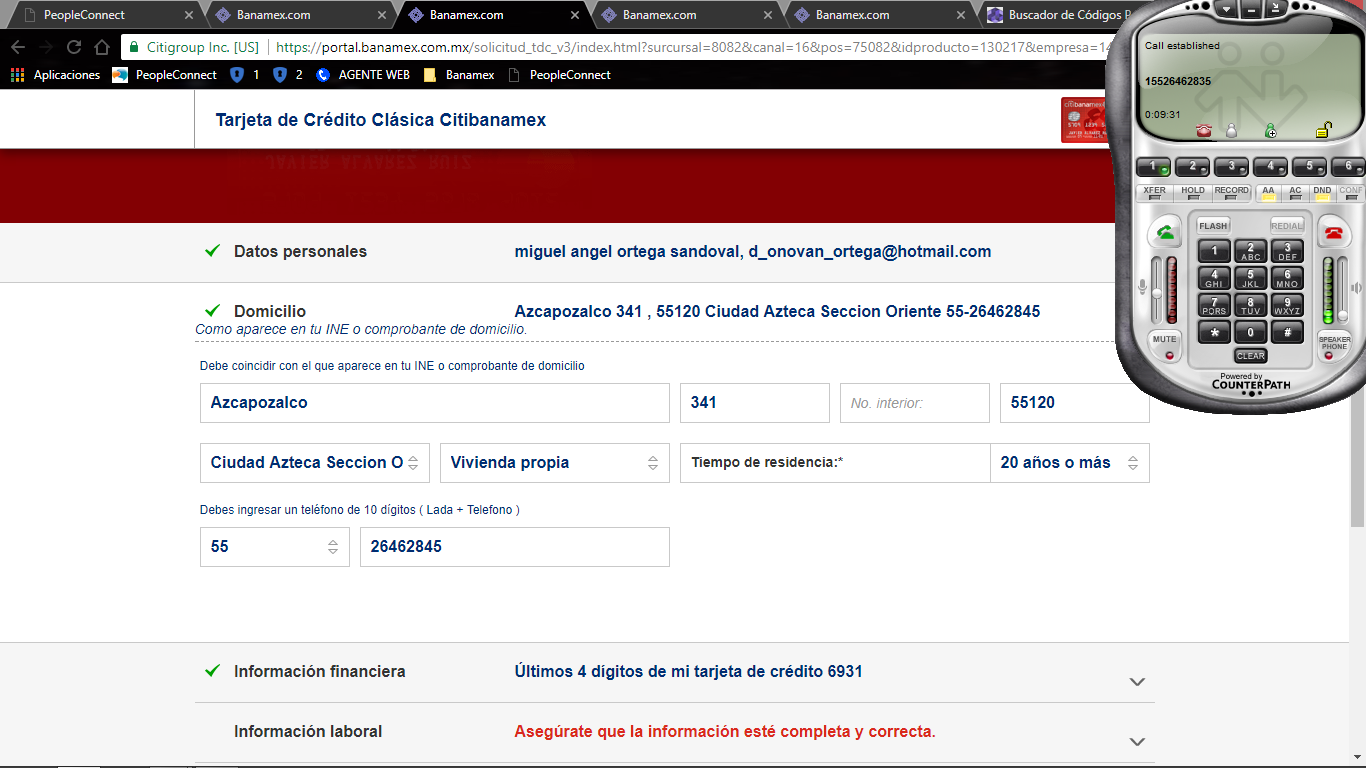 PeopleConnect
Banamex.com
Banamex.com
Banamex.com
Banamex.com
Buscador de Códigos P
Citigroup Inc. [US] https://portal.banamex.com.mx/solicitud_tdc_v3/index.html?surcursal=8082&canal=16&pos=75082&idproducto=130217&empresa=14
Aplicaciones PeopleConnect 1 2 AGENTE WEB Banamex PeopleConnect
Call established
15526462835
0:09:31
1 2 3 4 5 6
XFER HOLD RECORD AA AC DND CONF
FLASH REDIAL
1 2 ABC 3 DEF
4 GHI 5 JKL 6 MNO
7 PQRS 8 TUV 9 WXYZ
* 0 #
MUTE CLEAR SPEAKER PHONE
Powered by
COUNTERPATH
Tarjeta de Crédito Clásica Citibanamex
JAVIER ALVAREZ RUIZ
Datos personales miguel angel ortega sandoval, d_onovan_ortega@hotmail.com
Domicilio Azcapozalco 341 , 55120 Ciudad Azteca Seccion Oriente 55-26462845
Como aparece en tu INE o comprobante de domicilio.
Debe coincidir con el que aparece en tu INE o comprobante de domicilio
Azcapozalco 341 No. interior: 55120
Ciudad Azteca Seccion O Vivienda propia Tiempo de residencia:* 20 años o más
Debes ingresar un teléfono de 10 dígitos ( Lada + Telefono )
55 26462845
Información financiera Últimos 4 dígitos de mi tarjeta de crédito 6931
Información laboral Asegúrate que la información esté completa y correcta.